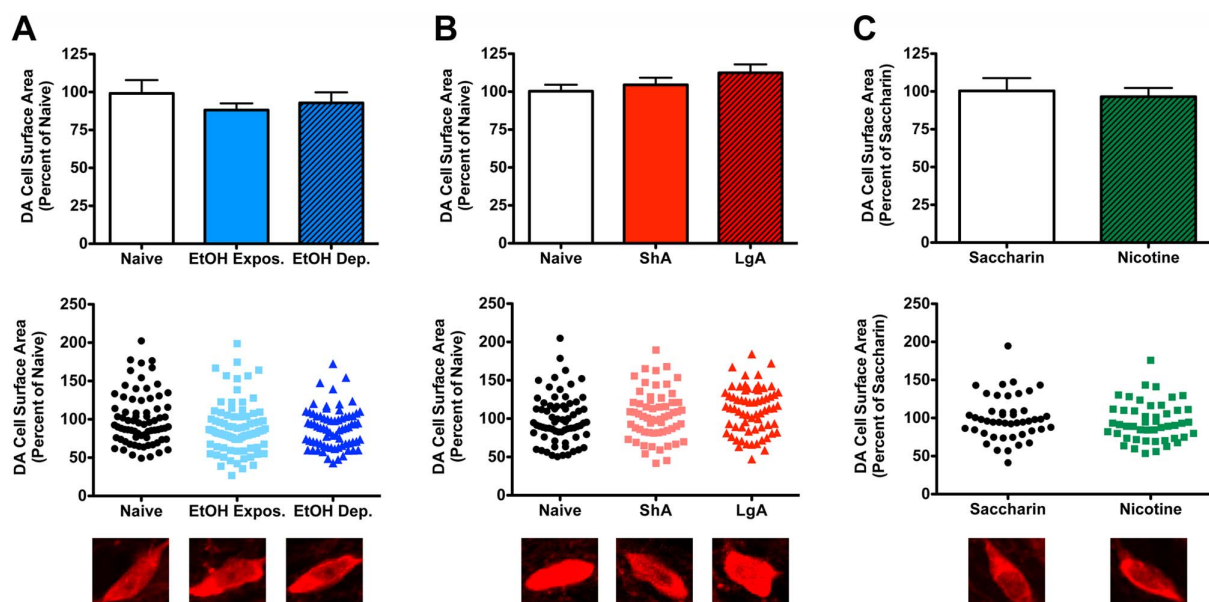 A
DA Cell Surface Area
(Percent of Naive)
125
100
75
50
25
0
Naive
EtOH Expos.
EtOH Dep.
DA Cell Surface Area
(Percent of Naive)
250
200
150
100
50
0
Naive
EtOH Expos.
EtOH Dep.
B
DA Cell Surface Area
(Percent of Naive)
125
100
75
50
25
0
Naive
ShA
LgA
DA Cell Surface Area
(Percent of Naive)
250
200
150
100
50
0
Naive
ShA
LgA
C
DA Cell Surface Area
(Percent of Saccharin)
125
100
75
50
25
0
Saccharin
Nicotine
DA Cell Surface Area
(Percent of Saccharin)
250
200
150
100
50
0
Saccharin
Nicotine